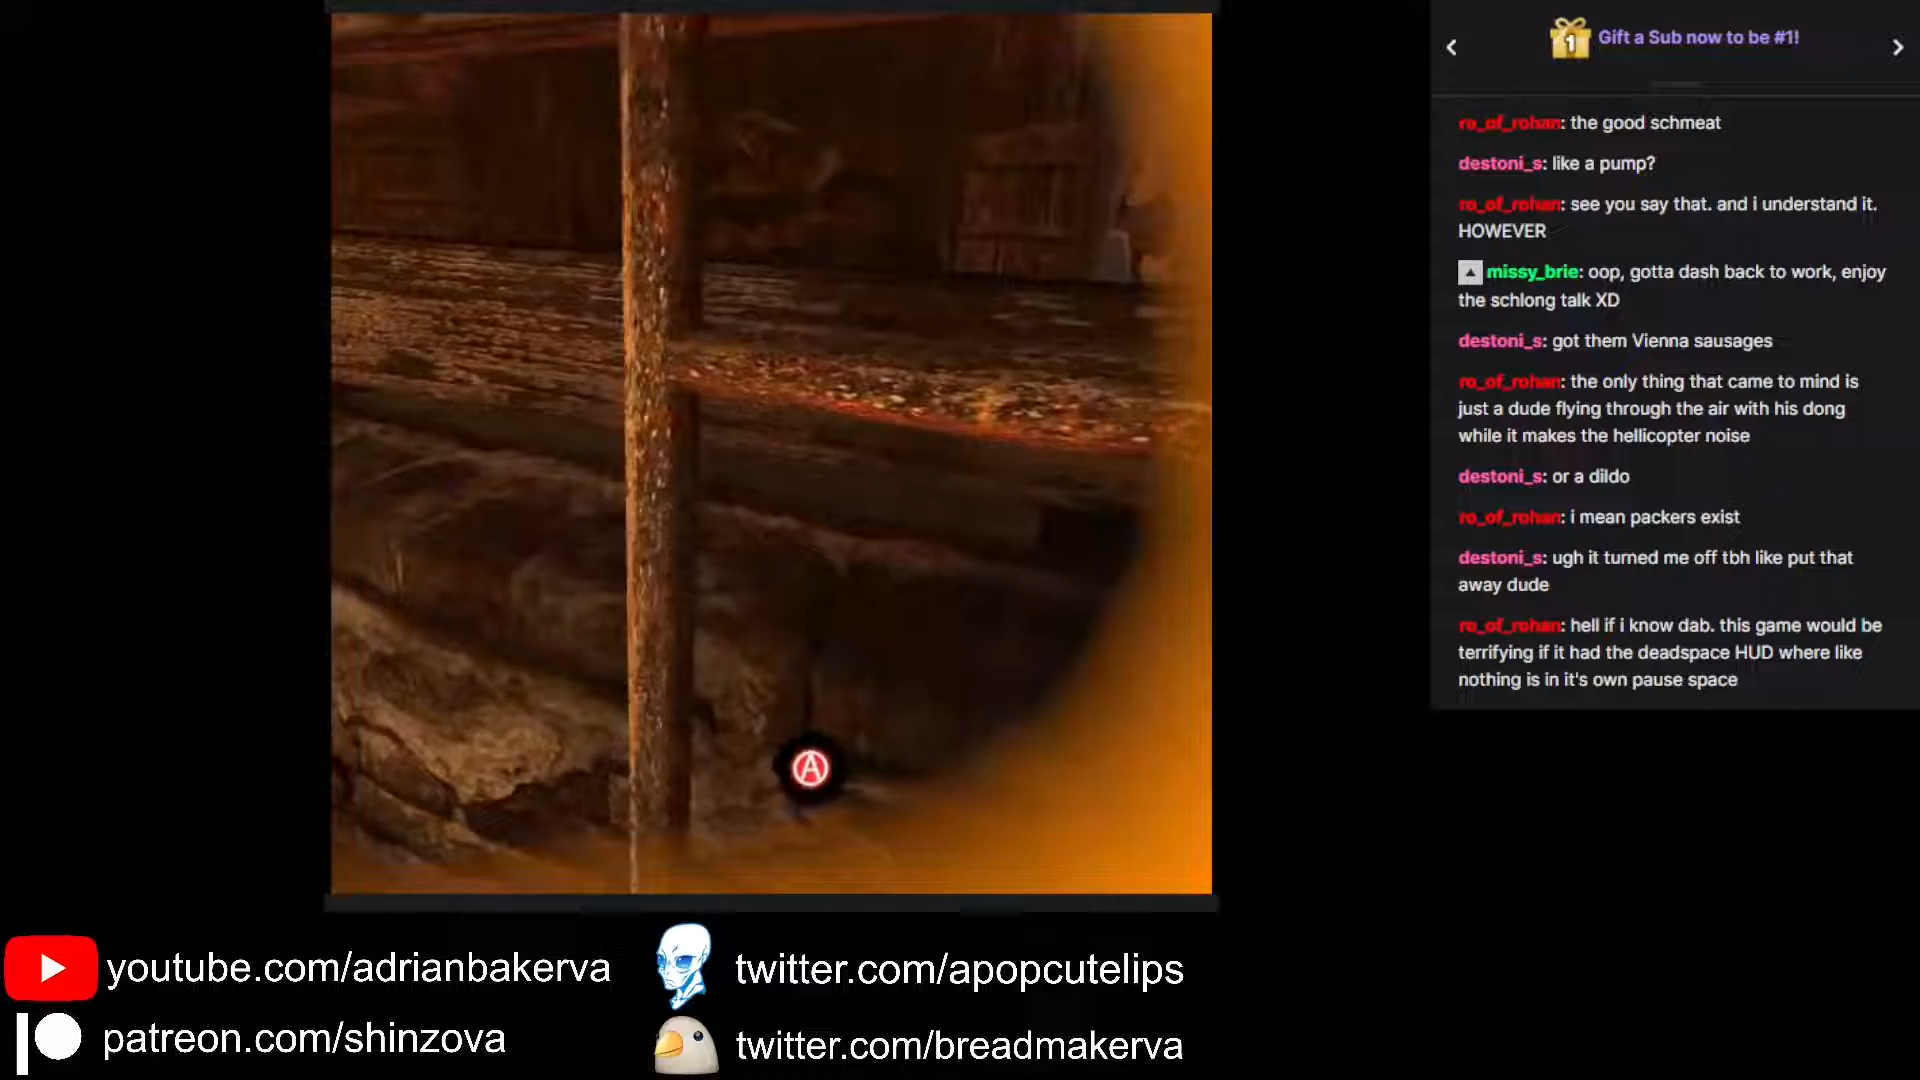 1 Gift a Sub now to be #1!
ro_of_rohan: the good schmeat
destoni_s: like a pump?
ro_of_rohan: see you say that. and i understand it.
HOWEVER
missy_brie: oop, gotta dash back to work, enjoy
the schlong talk XD
destoni_s: got them Vienna sausages
ro_of_rohan: the only thing that came to mind is
just a dude flying through the air with his dong
while it makes the hellicopter noise
destoni_s: or a dildo
ro_of_rohan: i mean packers exist
destoni_s: ugh it turned me off tbh like put that
away dude
ro_of_rohan: hell if i know dab. this game would be
terrifying if it had the deadspace HUD where like
nothing is in it's own pause space
A
youtube.com/adrianbakerva
twitter.com/apopcutelips
patreon.com/shinzova
twitter.com/breadmakerva